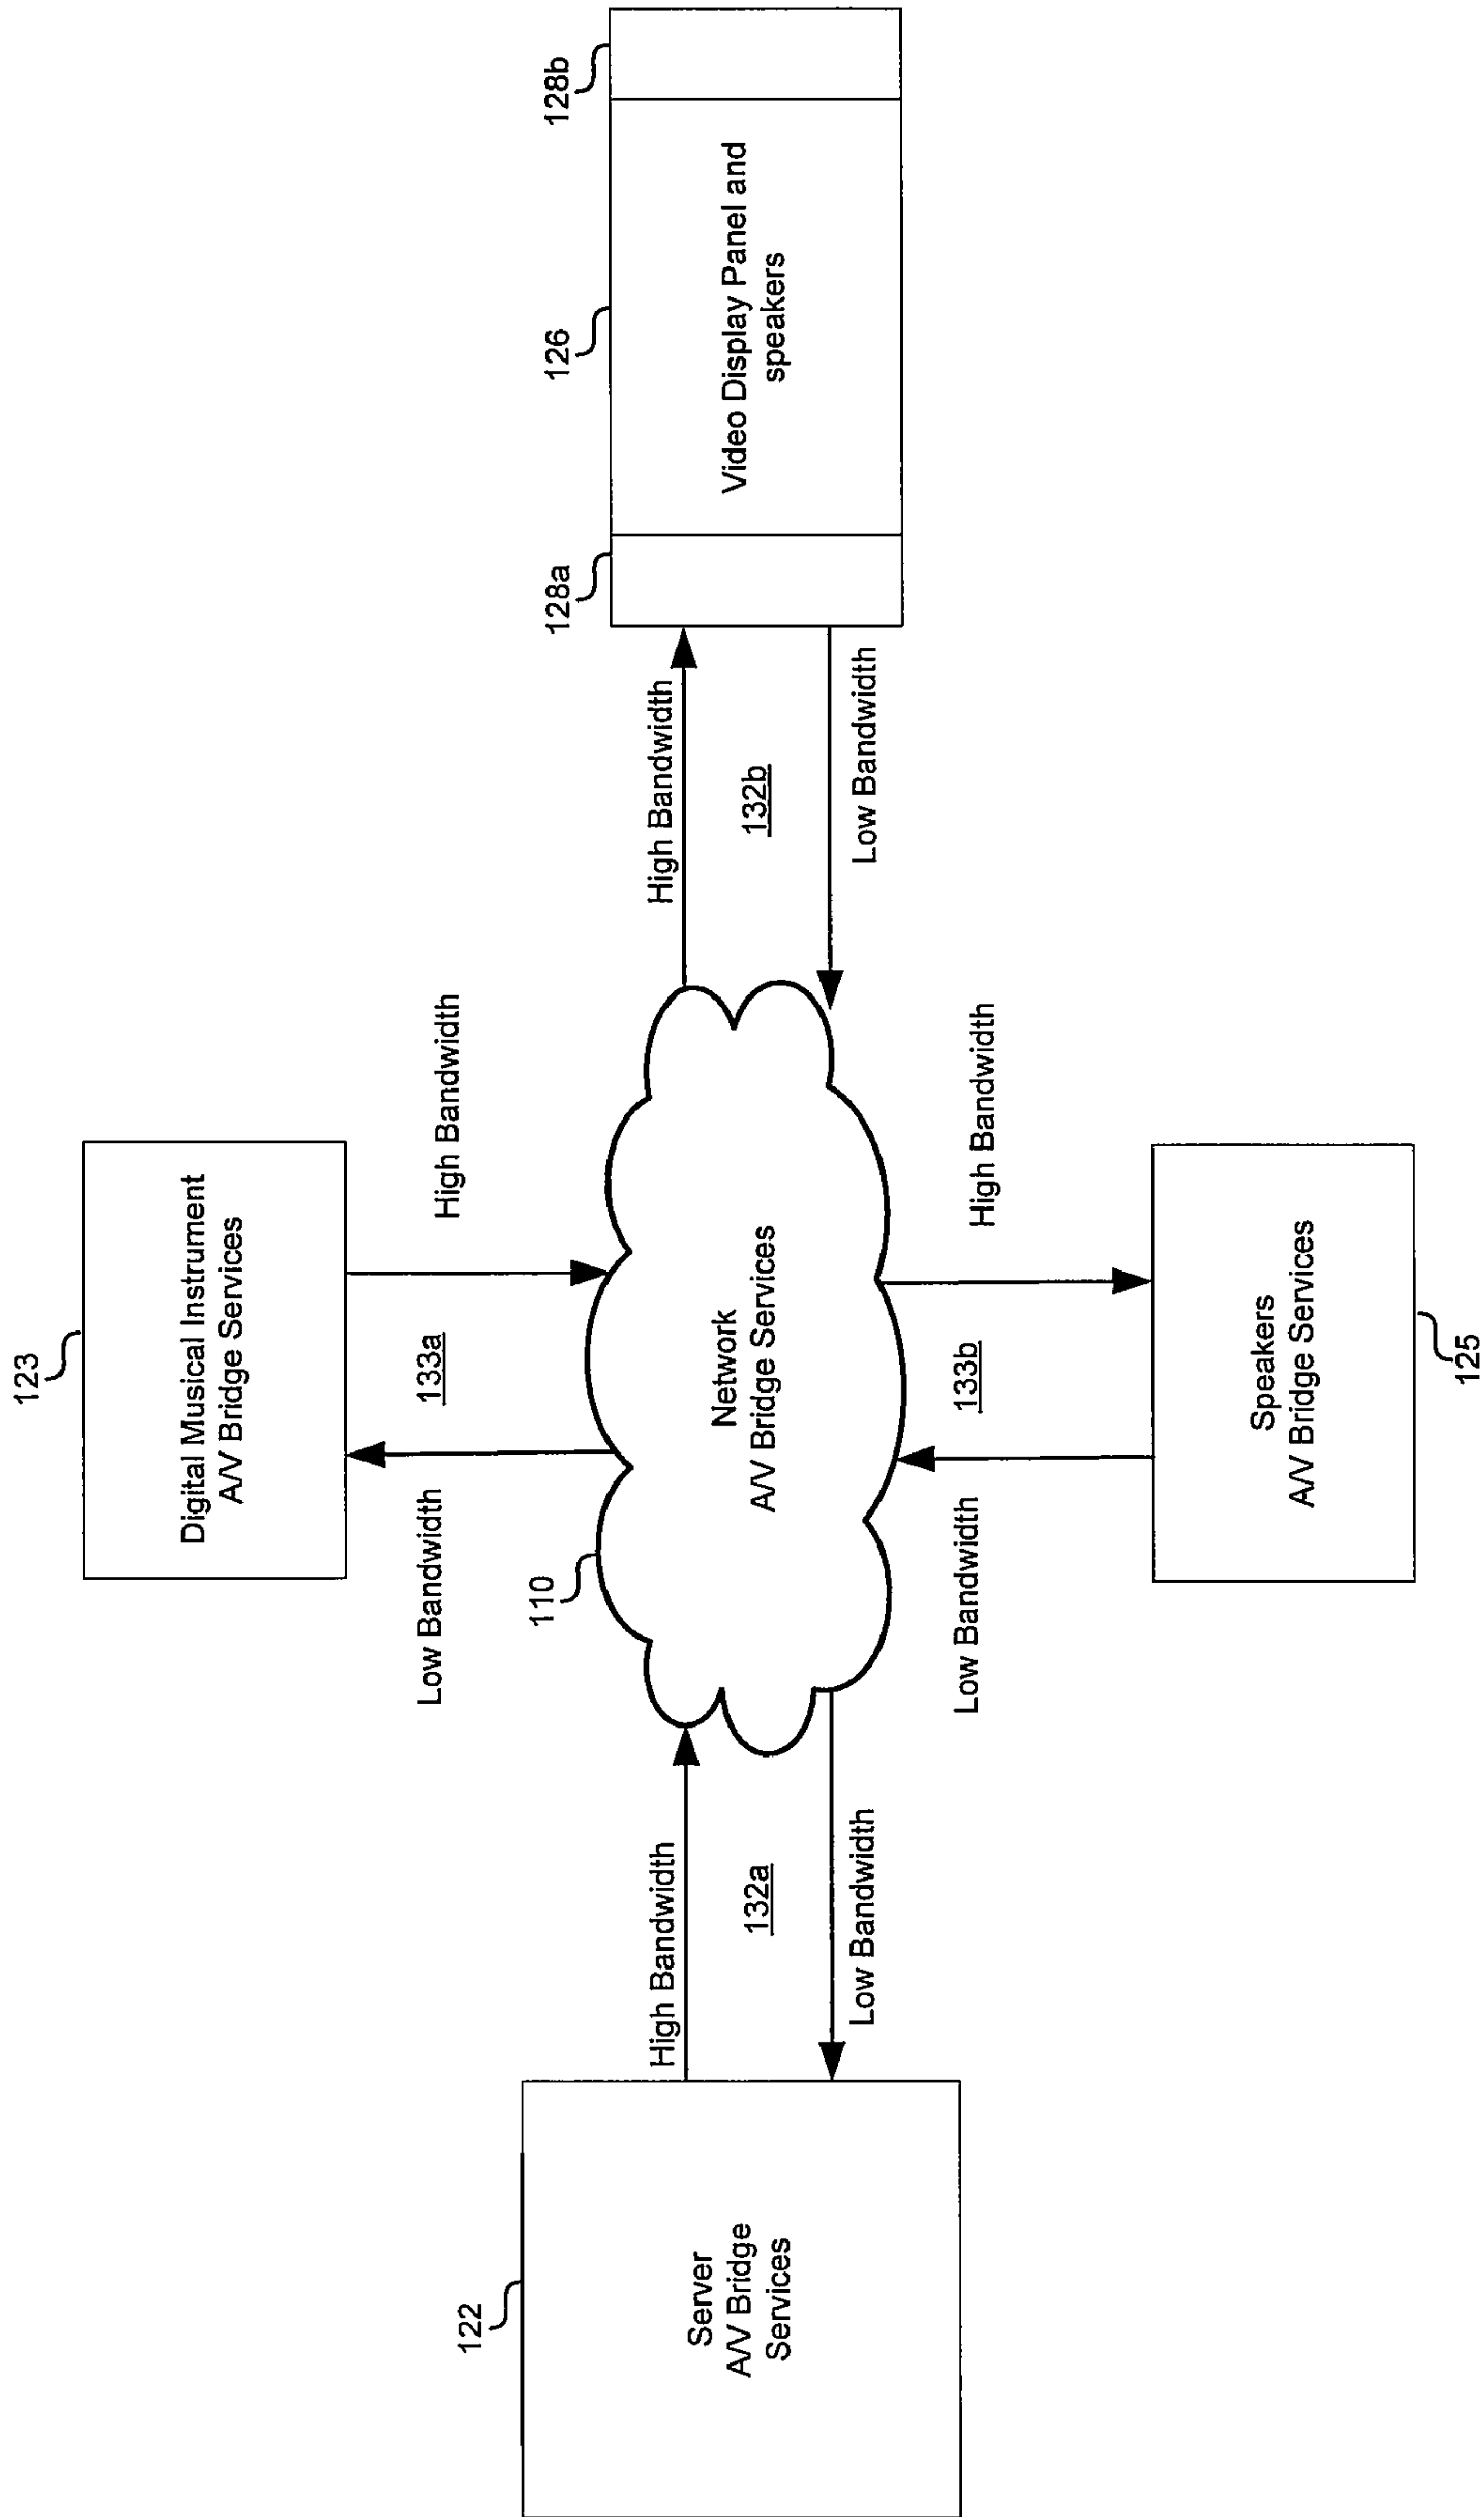 123
Digital Musical Instrument
A/V Bridge Services
Low Bandwidth
133a
High Bandwidth
122
Server
A/V Bridge
Services
High Bandwidth
132a
Low Bandwidth
110
Network
A/V Bridge Services
High Bandwidth
132b
Low Bandwidth
128a
126
128b
Video Display Panel and
speakers
Low Bandwidth
133b
High Bandwidth
Speakers
A/V Bridge Services
125